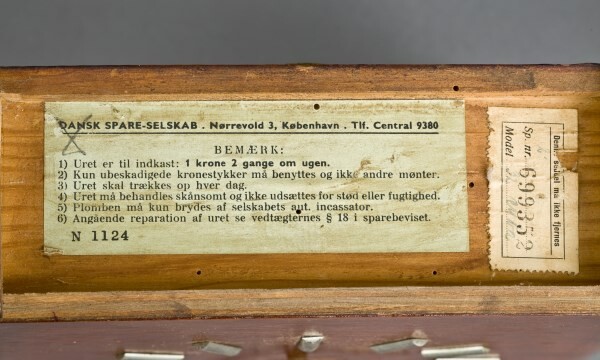 DANSK SPARE-SELSKAB . Nørrevold 3, København . Tlf. Central 9380
BEMÆRK:
1) Uret er til indkast: 1 krone 2 gange om ugen.
2) Kun ubeskadigede kronestykker må benyttes og ikke andre mønter.
3) Uret skal trækkes op hver dag.
4) Uret må behandles skånsomt og ikke udsættes for stød eller fugtighed.
5) Plomben må kun brydes af selskabets aut. incassator.
6) Angående reparation af uret se vedtægternes § 18 i sparebeviset.
N 1124
Denne seddel må ikke fjernes
Sp. nr. 699352
Model